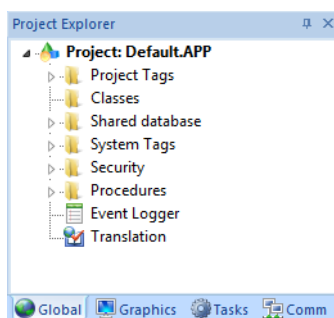 Project Explorer
Project: Default.APP
Project Tags
Classes
Shared database
System Tags
Security
Procedures
Event Logger
Translation
Global Graphics Tasks Comm